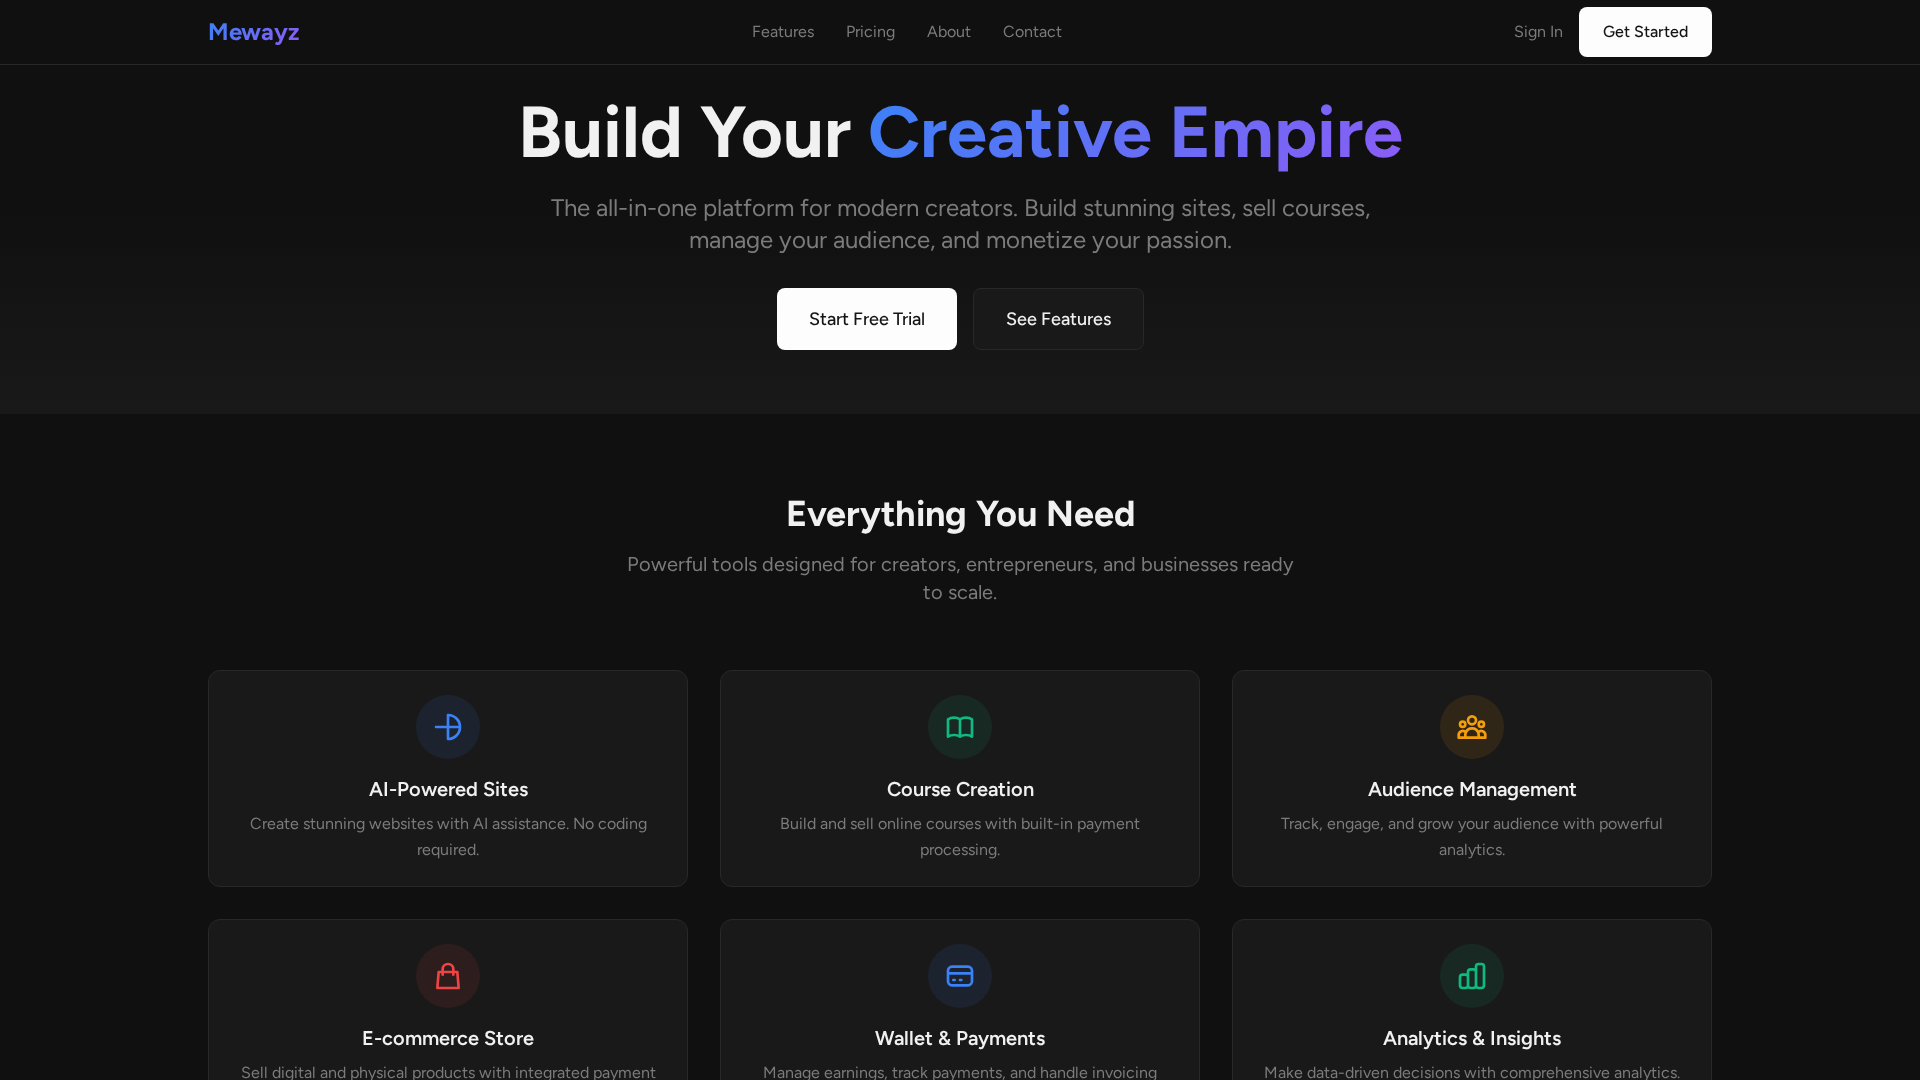 Mewayz
Features
Pricing
About
Contact
Sign In
Get Started
Build Your Creative Empire
The all-in-one platform for modern creators. Build stunning sites, sell courses,
manage your audience, and monetize your passion.
Start Free Trial
See Features
Everything You Need
Powerful tools designed for creators, entrepreneurs, and businesses ready
to scale.
AI-Powered Sites
Create stunning websites with AI assistance. No coding
required.
Course Creation
Build and sell online courses with built-in payment
processing.
Audience Management
Track, engage, and grow your audience with powerful
analytics.
E-commerce Store
Sell digital and physical products with integrated payment
Wallet & Payments
Manage earnings, track payments, and handle invoicing
Analytics & Insights
Make data-driven decisions with comprehensive analytics.